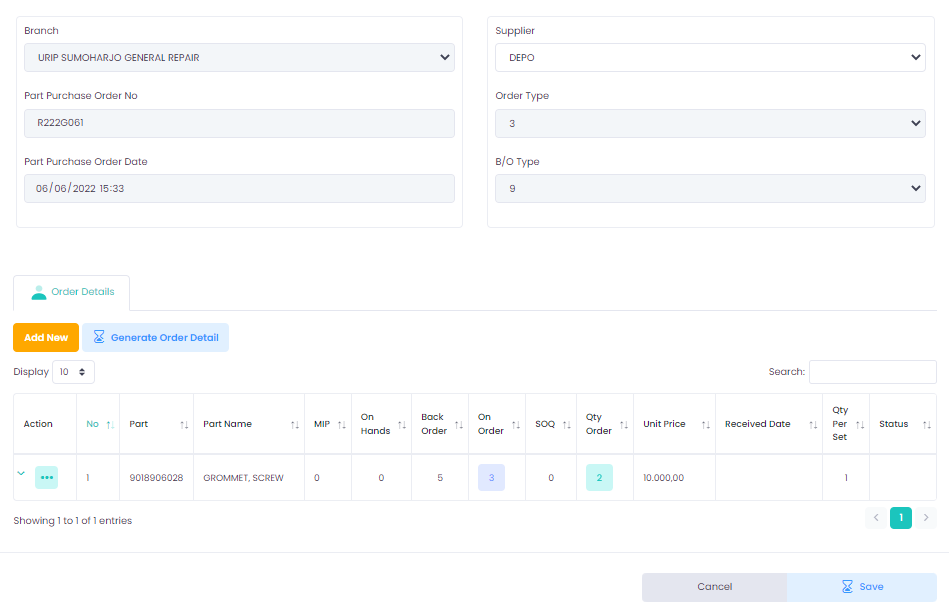 Branch
URIP SUMOHARJO GENERAL REPAIR
Part Purchase Order No
R222G061
Part Purchase Order Date
06/06/2022 15:33
Supplier
DEPO
Order Type
3
B/O Type
9
Order Details
Add New
Generate Order Detail
Display 10
Search:
Action No Part Part Name MIP On Hands Back Order On Order SOQ Qty Order Unit Price Received Date Qty Per Set Status
1 9018906028 GROMMET, SCREW 0 0 5 3 0 2 10.000,00 1
Showing 1 to 1 of 1 entries
1
Cancel
Save